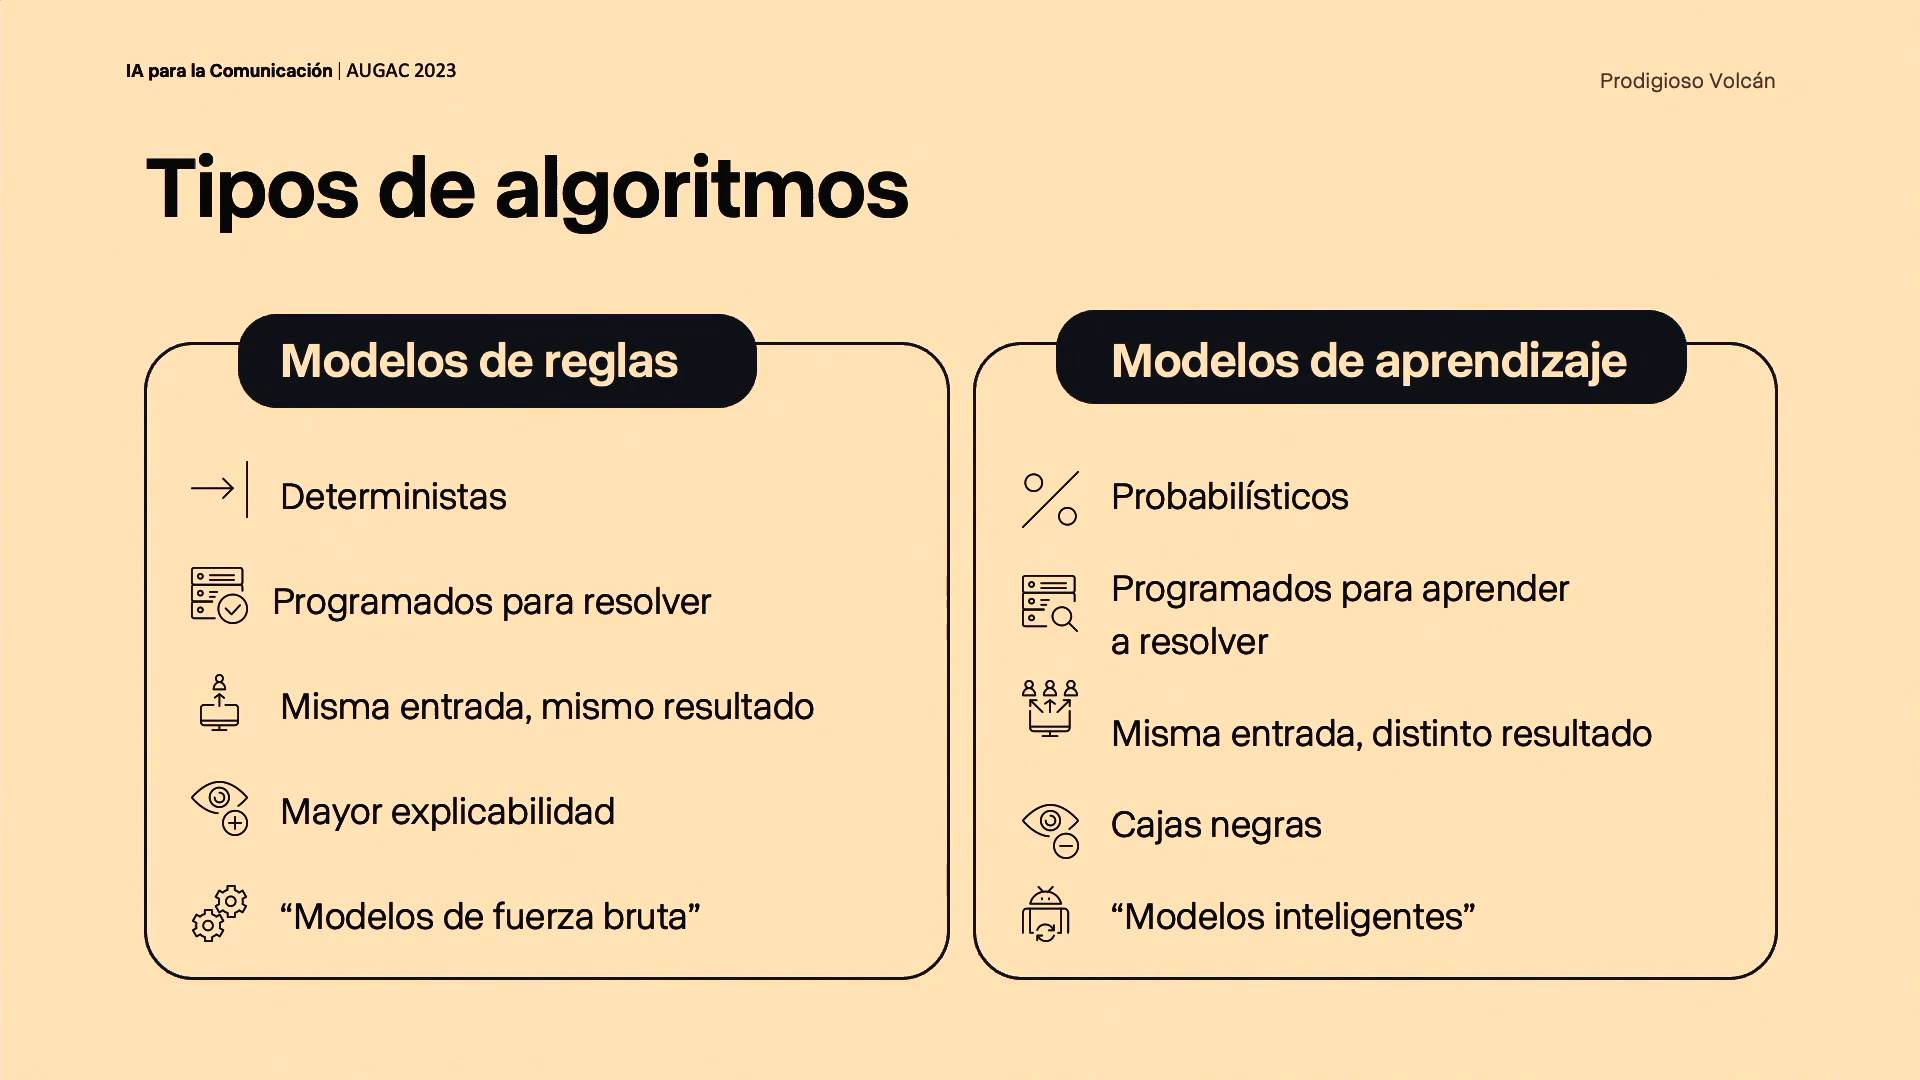 IA para la Comunicación | AUGAC 2023
Prodigioso Volcán
Tipos de algoritmos
Modelos de reglas
Deterministas
Programados para resolver
Misma entrada, mismo resultado
Mayor explicabilidad
“Modelos de fuerza bruta”
Modelos de aprendizaje
Probabilísticos
Programados para aprender
a resolver
Misma entrada, distinto resultado
Cajas negras
“Modelos inteligentes”